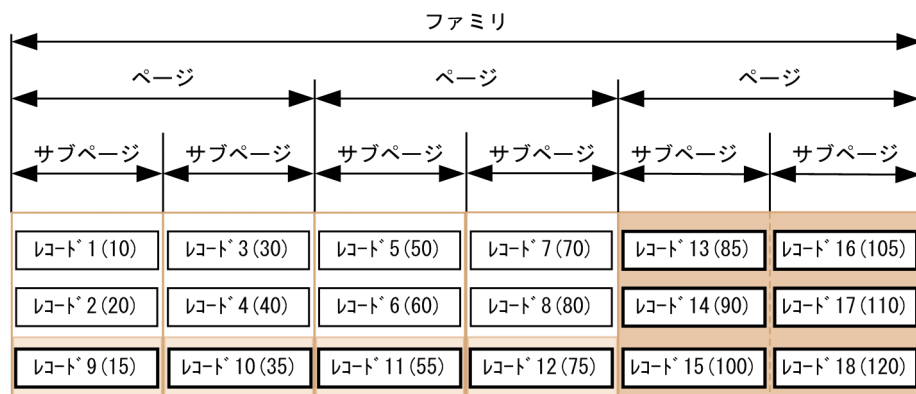 ファミリ
ページ ページ ページ
サブページ サブページ サブページ サブページ サブページ サブページ
ﾚｺｰﾄﾞ1(10) ﾚｺｰﾄﾞ3(30) ﾚｺｰﾄﾞ5(50) ﾚｺｰﾄﾞ7(70) ﾚｺｰﾄﾞ13(85) ﾚｺｰﾄﾞ16(105)
ﾚｺｰﾄﾞ2(20) ﾚｺｰﾄﾞ4(40) ﾚｺｰﾄﾞ6(60) ﾚｺｰﾄﾞ8(80) ﾚｺｰﾄﾞ14(90) ﾚｺｰﾄﾞ17(110)
ﾚｺｰﾄﾞ9(15) ﾚｺｰﾄﾞ10(35) ﾚｺｰﾄﾞ11(55) ﾚｺｰﾄﾞ12(75) ﾚｺｰﾄﾞ15(100) ﾚｺｰﾄﾞ18(120)